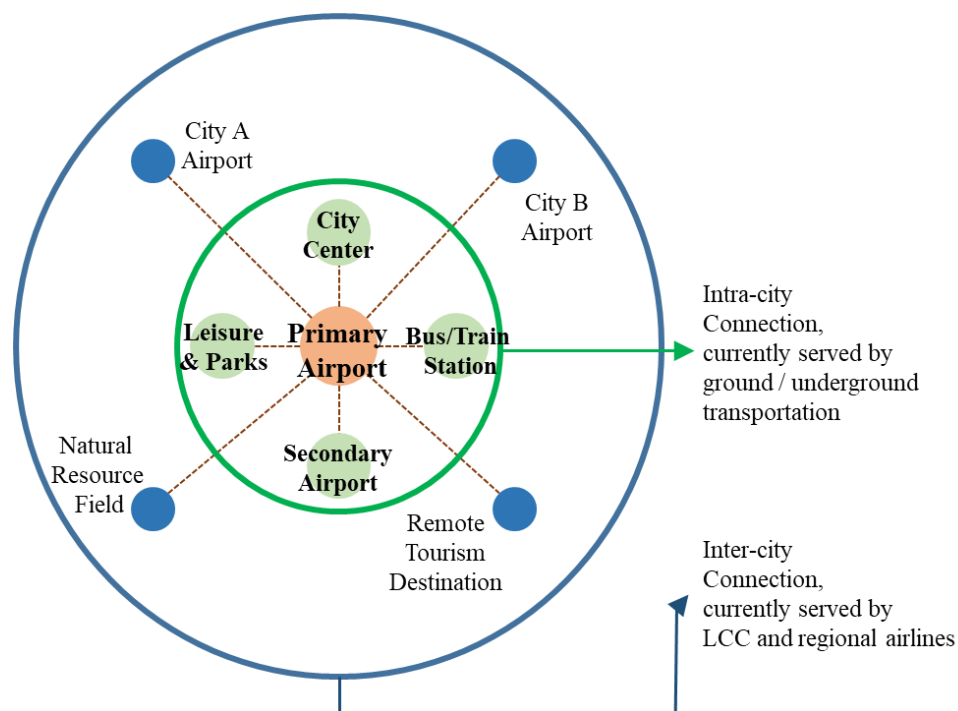 City A
Airport
City B
Airport
City
Center
Leisure
& Parks
Primary
Airport
Bus/Train
Station
Secondary
Airport
Natural
Resource
Field
Remote
Tourism
Destination
Intra-city
Connection,
currently served by
ground / underground
transportation
Inter-city
Connection,
currently served by
LCC and regional airlines